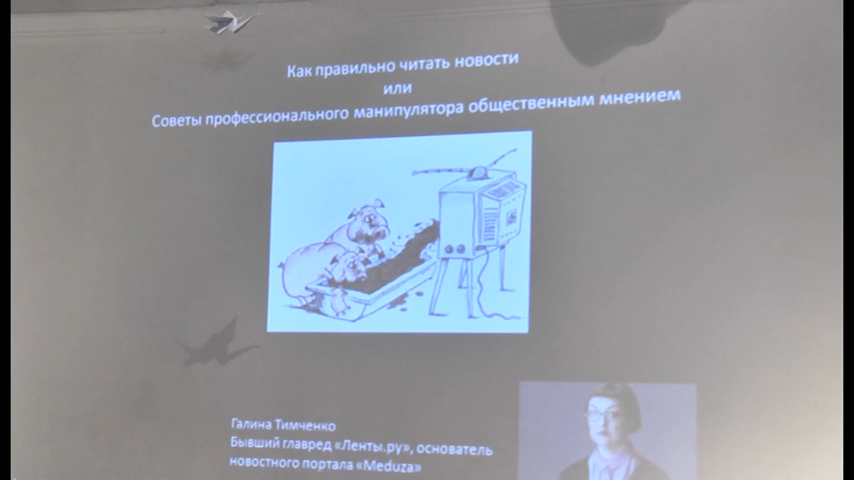 Как правильно читать новости
или
Советы профессионального манипулятора общественным мнением
Галина Тимченко
Бывший главред «Ленты.ру», основатель
новостного портала «Meduza»